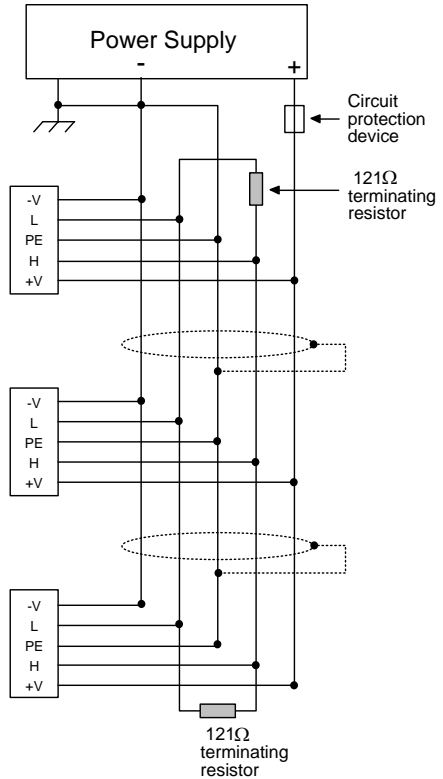 Power Supply
-
+
Circuit
protection
device
121Ω
terminating
resistor
-V
L
PE
H
+V
-V
L
PE
H
+V
-V
L
PE
H
+V
121Ω
terminating
resistor